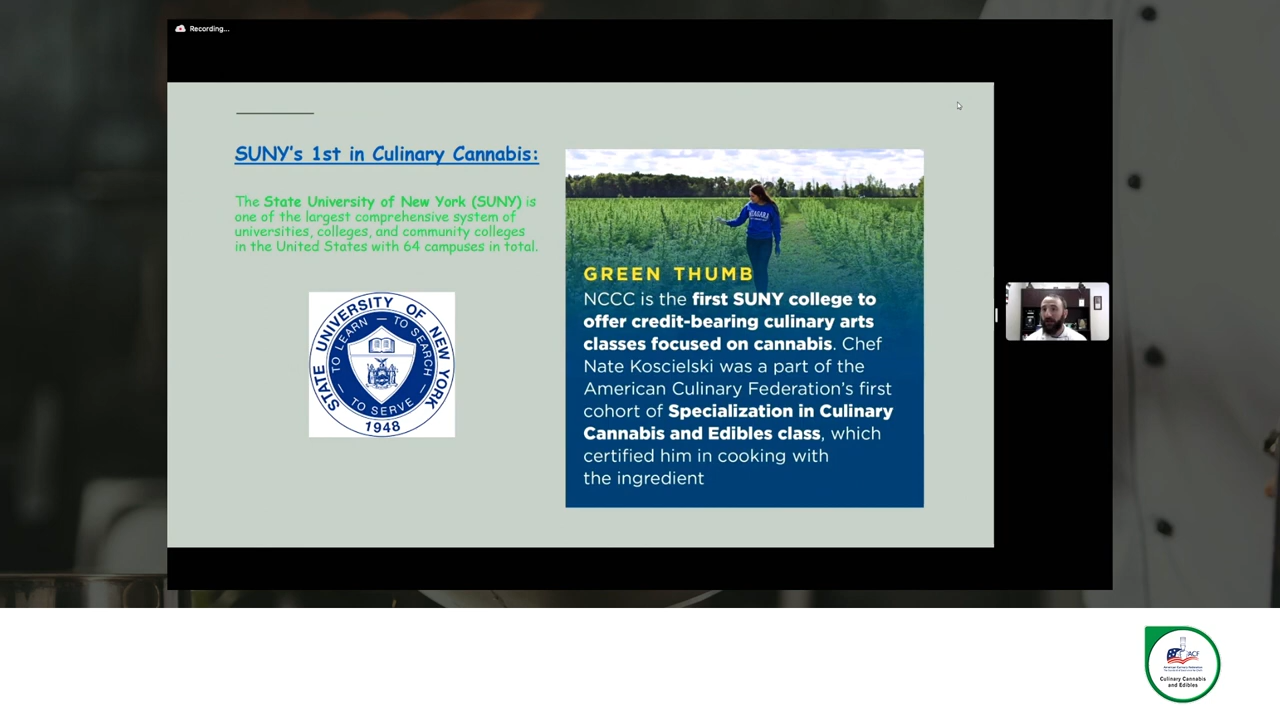 Recording...
SUNY's 1st in Culinary Cannabis:
The State University of New York (SUNY) is
one of the largest comprehensive system of
universities, colleges, and community colleges
in the United States with 64 campuses in total.
STATE UNIVERSITY OF NEW YORK
TO LEARN — TO SEARCH
— TO SERVE —
1948
NIAGARA
GREEN THUMB
NCCC is the first SUNY college to
offer credit-bearing culinary arts
classes focused on cannabis. Chef
Nate Koscielski was a part of the
American Culinary Federation's first
cohort of Specialization in Culinary
Cannabis and Edibles class, which
certified him in cooking with
the ingredient
ACF
American Culinary Federation
Culinary Cannabis
and Edibles